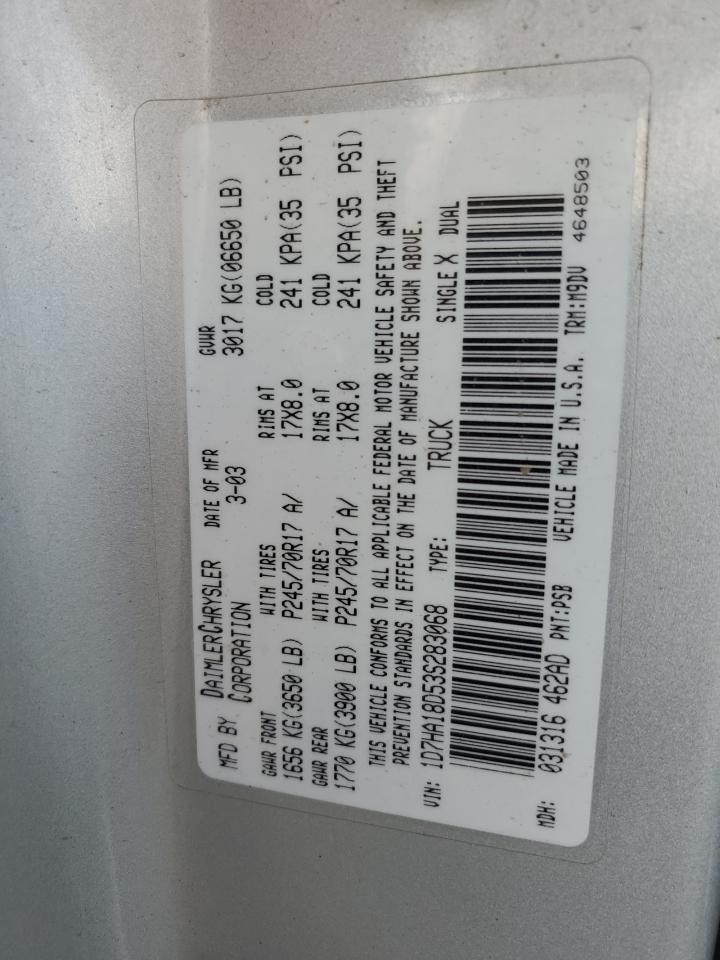 MFD BY DAIMLERCHRYSLER CORPORATION DATE OF MFR 3-03 GVWR 3017 KG(06650 LB)
GAWR FRONT WITH TIRES RIMS AT COLD
1656 KG(3650 LB) P245/70R17 A/ 17X8.0 241 KPA(35 PSI)
GAWR REAR WITH TIRES RIMS AT COLD
1770 KG(3900 LB) P245/70R17 A/ 17X8.0 241 KPA(35 PSI)
THIS VEHICLE CONFORMS TO ALL APPLICABLE FEDERAL MOTOR VEHICLE SAFETY AND THEFT
PREVENTION STANDARDS IN EFFECT ON THE DATE OF MANUFACTURE SHOWN ABOVE.
VIN: 1D7HA18D53S283068 TYPE: TRUCK SINGLE X DUAL
MDH: 031316 462AD PNT:PSB VEHICLE MADE IN U.S.A. TRM:M9DV
4648503